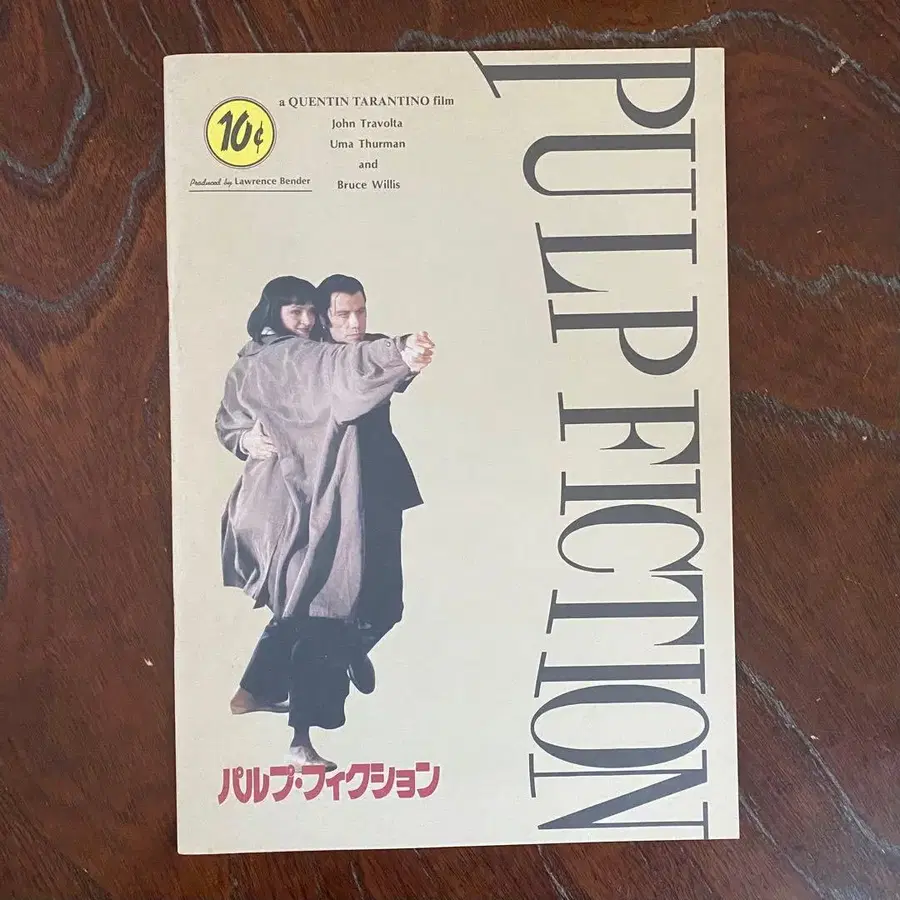 10¢
a QUENTIN TARANTINO film
John Travolta
Uma Thurman
and
Bruce Willis
Produced by Lawrence Bender
PULP FICTION
パルプ・フィクション